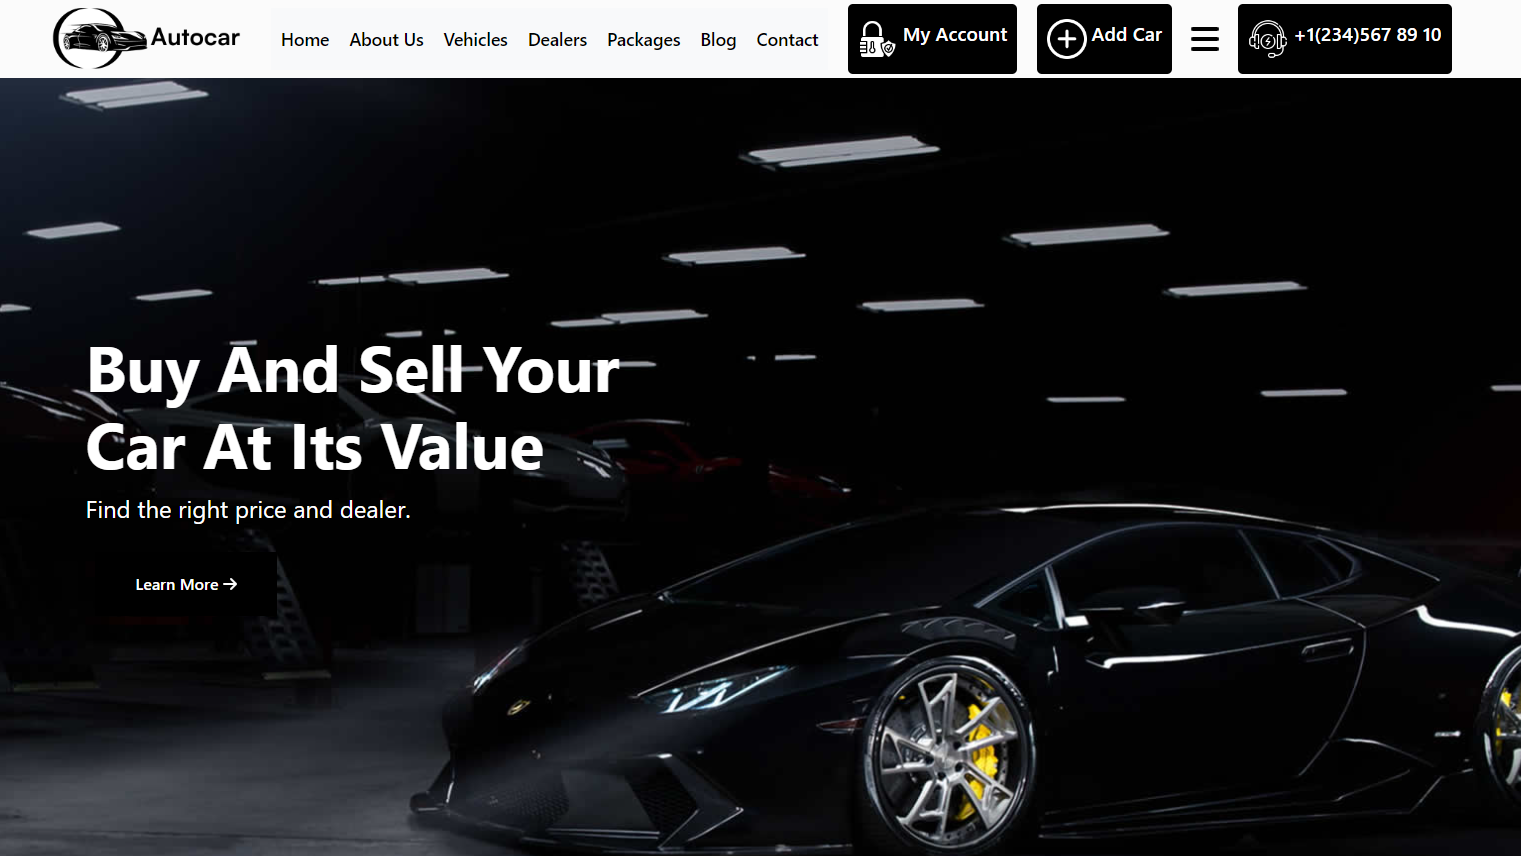 Autocar
Home About Us Vehicles Dealers Packages Blog Contact
My Account
Add Car
+1(234)567 89 10
Buy And Sell Your
Car At Its Value
Find the right price and dealer.
Learn More →